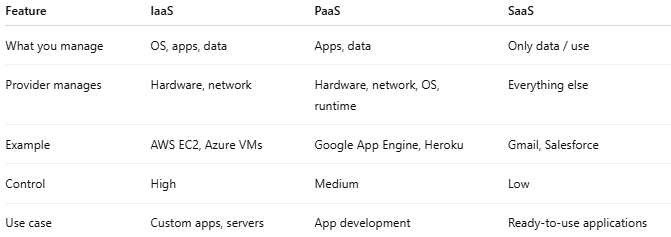 Feature IaaS PaaS SaaS
What you manage OS, apps, data Apps, data Only data / use
Provider manages Hardware, network Hardware, network, OS, Everything else
runtime
Example AWS EC2, Azure VMs Google App Engine, Heroku Gmail, Salesforce
Control High Medium Low
Use case Custom apps, servers App development Ready-to-use applications